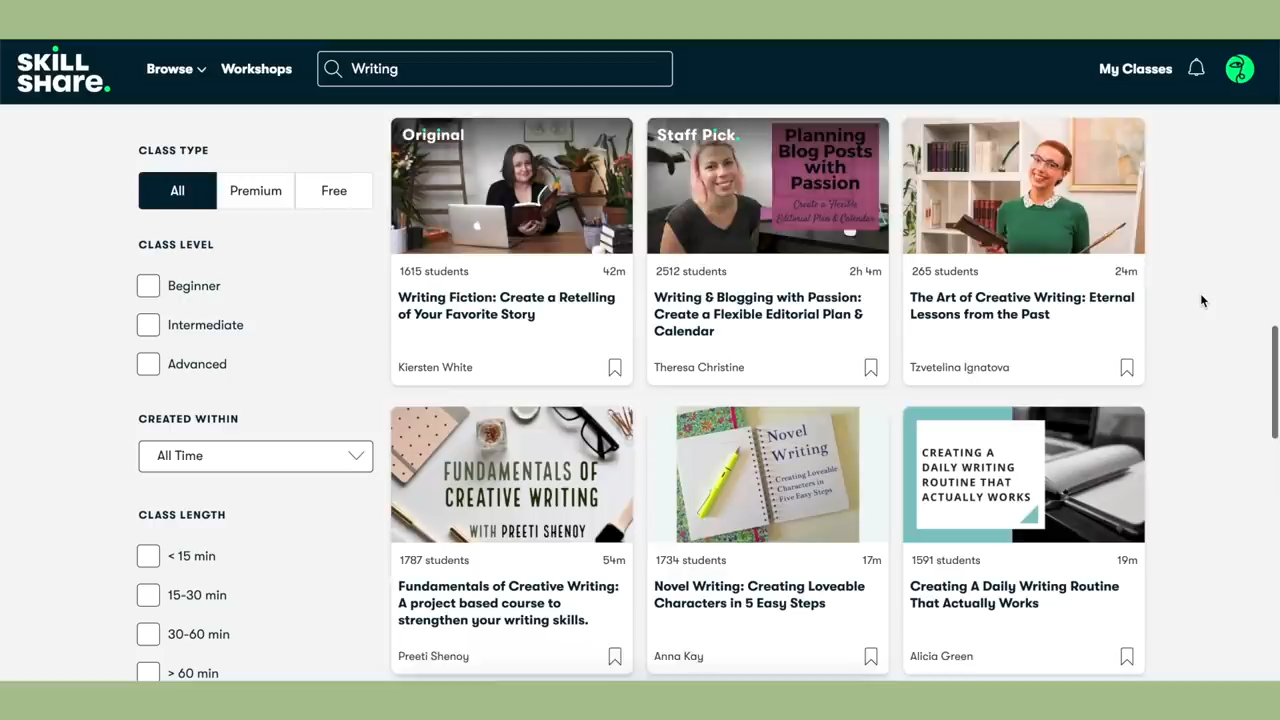 SKILL
SHare.
Browse
Workshops
Writing
My Classes
CLASS TYPE
All
Premium
Free
CLASS LEVEL
Beginner
Intermediate
Advanced
CREATED WITHIN
All Time
CLASS LENGTH
< 15 min
15-30 min
30-60 min
> 60 min
Original
1615 students
42m
Writing Fiction: Create a Retelling
of Your Favorite Story
Kiersten White
Staff Pick.
Planning
Blog Posts
with
Passion
Create a Flexible
Editorial Plan & Calendar
2512 students
2h 4m
Writing & Blogging with Passion:
Create a Flexible Editorial Plan &
Calendar
Theresa Christine
265 students
24m
The Art of Creative Writing: Eternal
Lessons from the Past
Tzvetelina Ignatova
FUNDAMENTALS OF
CREATIVE WRITING
WITH PREETI SHENOY
1787 students
54m
Fundamentals of Creative Writing:
A project based course to
strengthen your writing skills.
Preeti Shenoy
Novel
Writing
Creating Loveable
Characters in
Five Easy Steps
1734 students
17m
Novel Writing: Creating Loveable
Characters in 5 Easy Steps
Anna Kay
CREATING A
DAILY WRITING
ROUTINE THAT
ACTUALLY WORKS
1591 students
19m
Creating A Daily Writing Routine
That Actually Works
Alicia Green